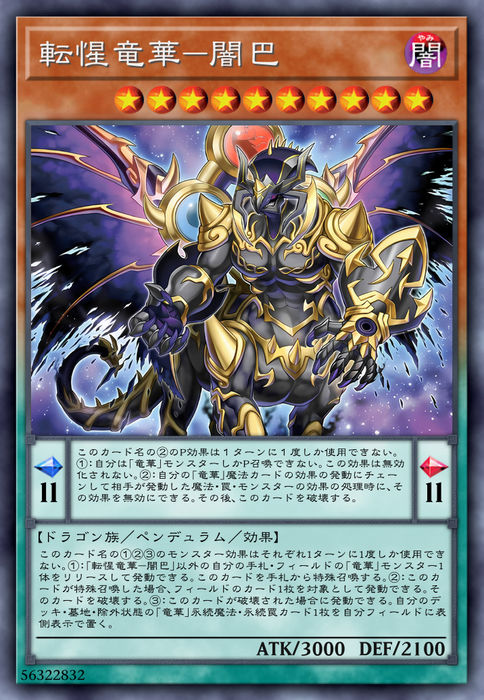 転惺竜華－闇巴
やみ
闇
このカード名の②のP効果は1ターンに1度しか使用できない。
①：自分は「竜華」モンスターしかP召喚できない。この効果は無効
化されない。②：自分の「竜華」魔法カードの効果の発動にチェー
ンして相手が発動した魔法・罠・モンスターの効果の処理時に、そ
の効果を無効にできる。その後、このカードを破壊する。
11
11
【ドラゴン族／ペンデュラム／効果】
このカード名の①②③のモンスター効果はそれぞれ1ターンに1度しか使用で
きない。①：「転惺竜華－闇巴」以外の自分の手札・フィールドの「竜華」モンスター1
体をリリースして発動できる。このカードを手札から特殊召喚する。②：このカー
ドが特殊召喚した場合、フィールドのカード1枚を対象として発動できる。そ
のカードを破壊する。③：このカードが破壊された場合に発動できる。自分のデ
ッキ・墓地・除外状態の「竜華」永続魔法・永続罠カード1枚を自分フィールドに表
側表示で置く。
ATK/3000 DEF/2100
56322832